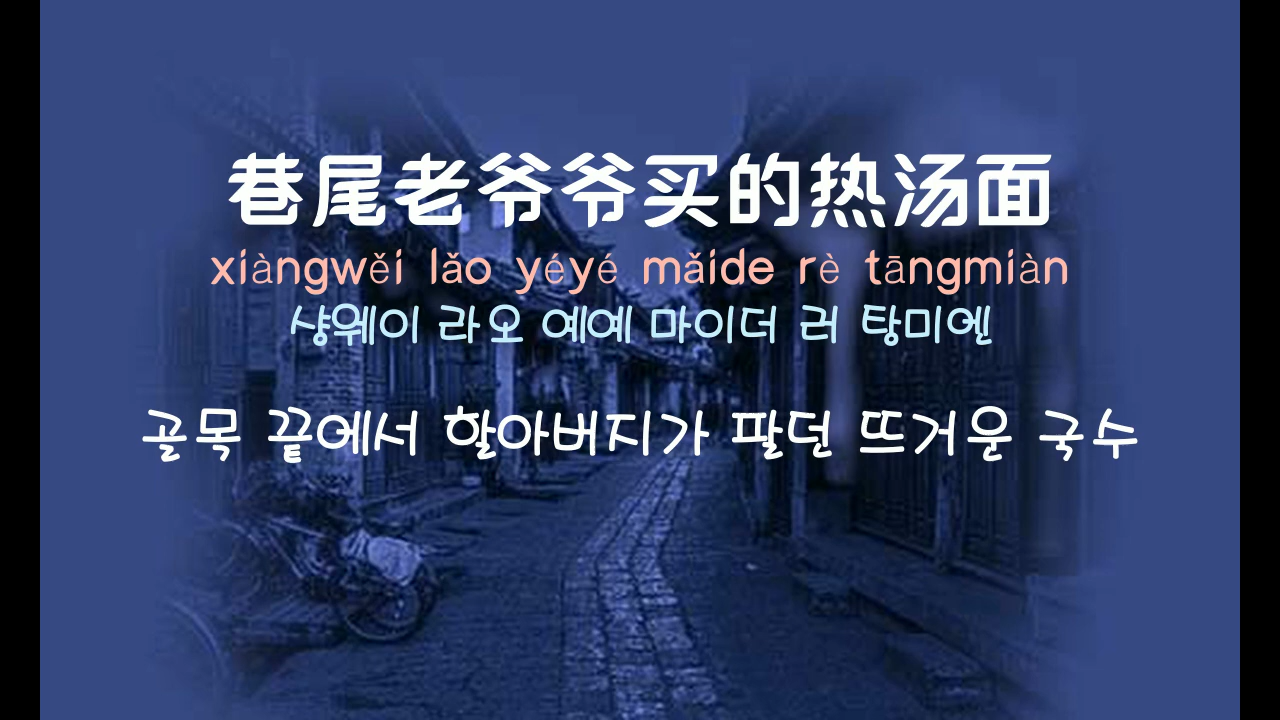 巷尾老爷爷买的热汤面
xiàngwěi lǎo yéyé mǎide rè tāngmiàn
샹웨이 라오 예예 마이더 러 탕미엔
골목 끝에서 할아버지가 팔던 뜨거운 국수